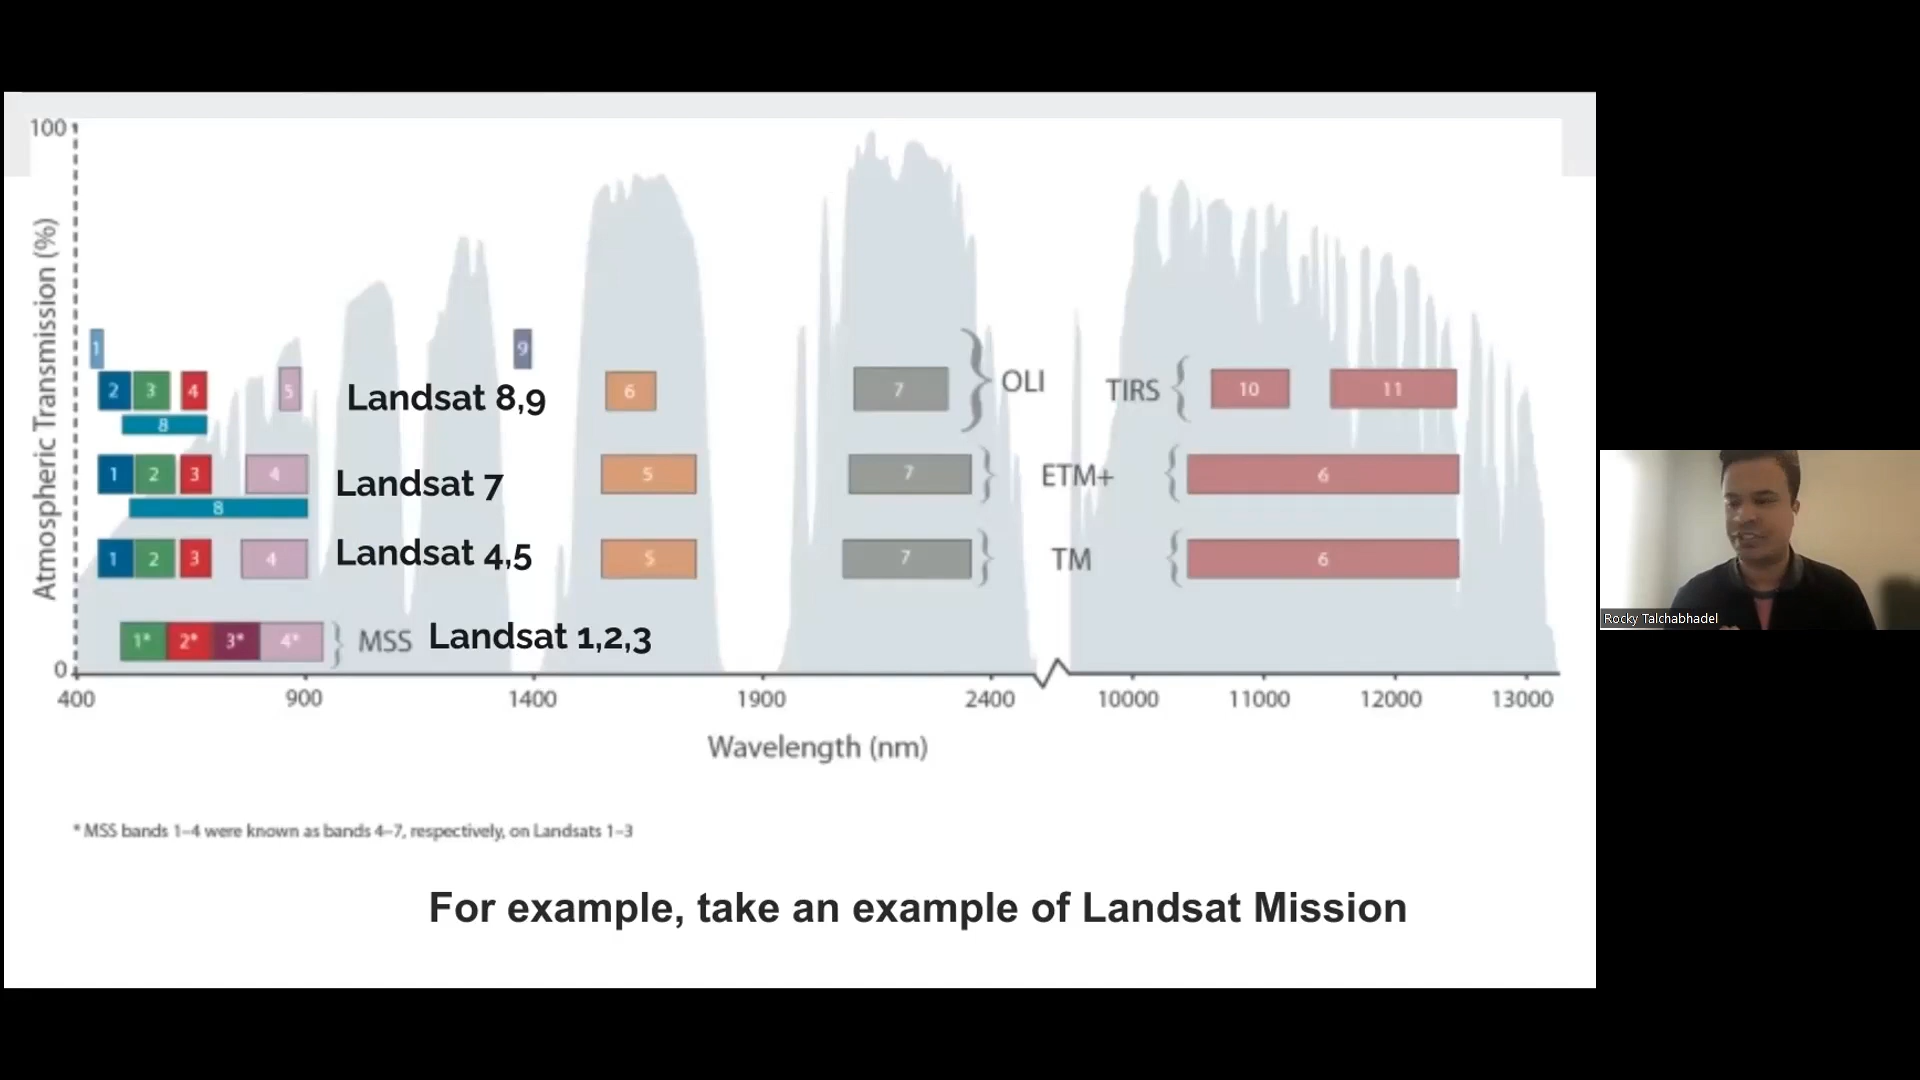 100
Atmospheric Transmission (%)
1
9
2 3 4 5 Landsat 8,9 6 7 OLI TIRS 10 11
8
1 2 3 4 Landsat 7 5 7 ETM+ 6
8
1 2 3 4 Landsat 4,5 5 7 TM 6
1* 2* 3* 4* MSS Landsat 1,2,3
0
400 900 1400 1900 2400 10000 11000 12000 13000
Wavelength (nm)
* MSS bands 1–4 were known as bands 4–7, respectively, on Landsats 1–3
For example, take an example of Landsat Mission
Rocky Talchabhadel